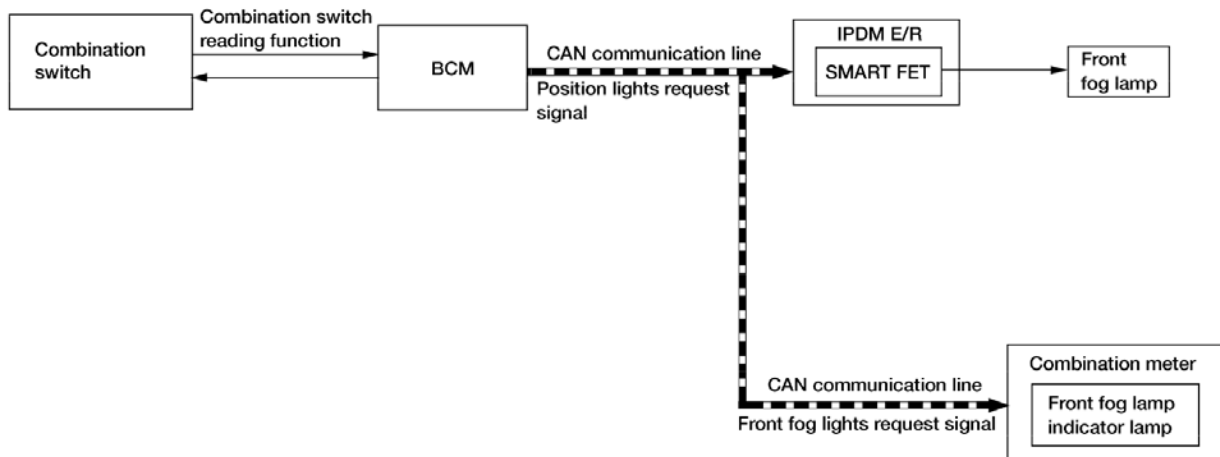 Combination switch
reading function
Combination
switch
BCM
CAN communication line
Position lights request
signal
IPDM E/R
SMART FET
Front
fog lamp
CAN communication line
Front fog lights request signal
Combination meter
Front fog lamp
indicator lamp